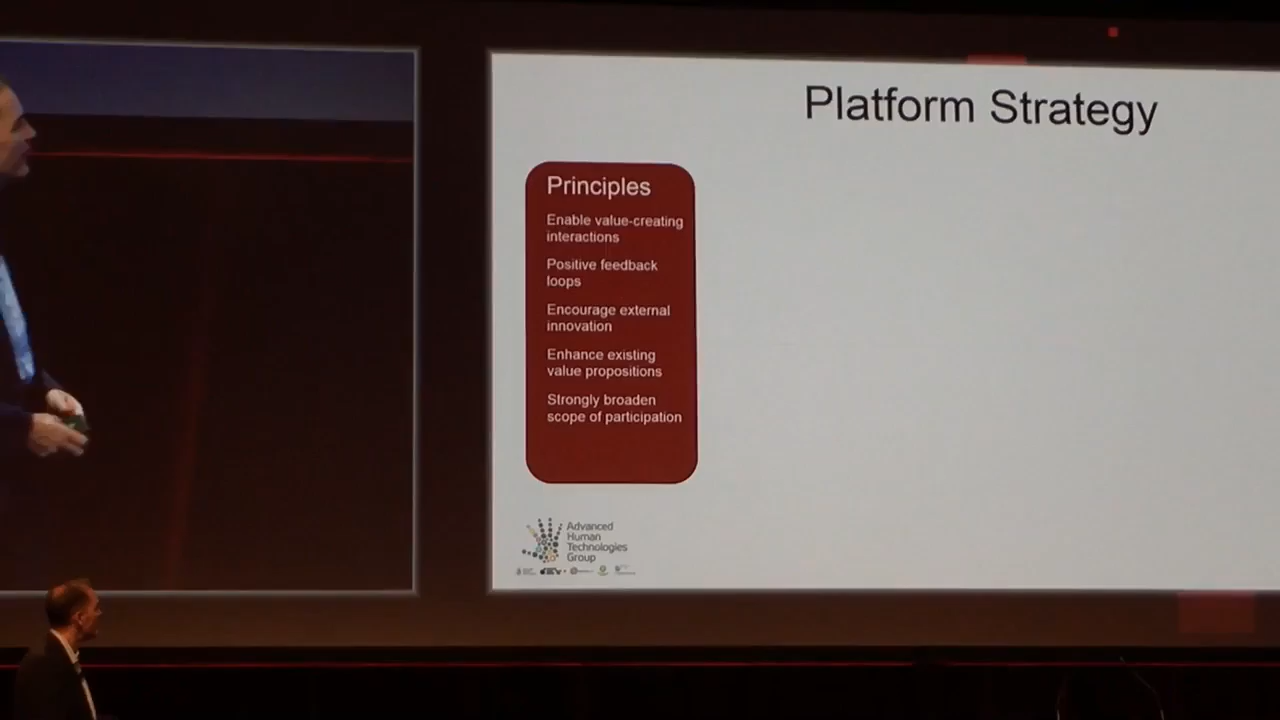 Platform Strategy
Principles
Enable value-creating
interactions
Positive feedback
loops
Encourage external
innovation
Enhance existing
value propositions
Strongly broaden
scope of participation
Advanced
Human
Technologies
Group